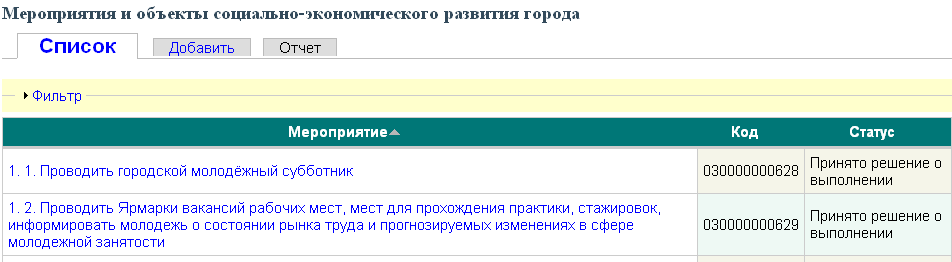 Мероприятия и объекты социально-экономического развития города
Список Добавить Отчет
Фильтр
Мероприятие Код Статус
1. 1. Проводить городской молодёжный субботник 030000000628 Принято решение о
выполнении
1. 2. Проводить Ярмарки вакансий рабочих мест, мест для прохождения практики, стажировок,
информировать молодежь о состоянии рынка труда и прогнозируемых изменениях в сфере
молодежной занятости
030000000629
Принято решение о
выполнении